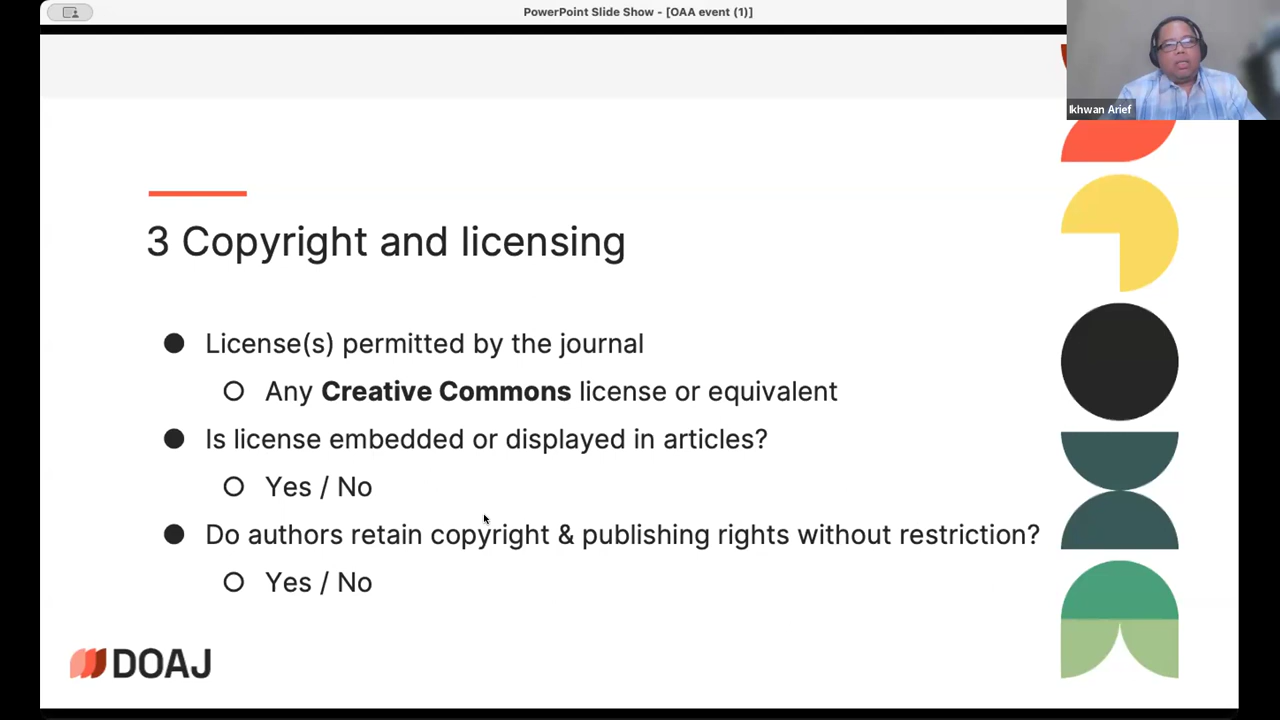 PowerPoint Slide Show - [OAA event (1)]
Ikhwan Arief
3 Copyright and licensing
License(s) permitted by the journal
Any Creative Commons license or equivalent
Is license embedded or displayed in articles?
Yes / No
Do authors retain copyright & publishing rights without restriction?
Yes / No
DOAJ